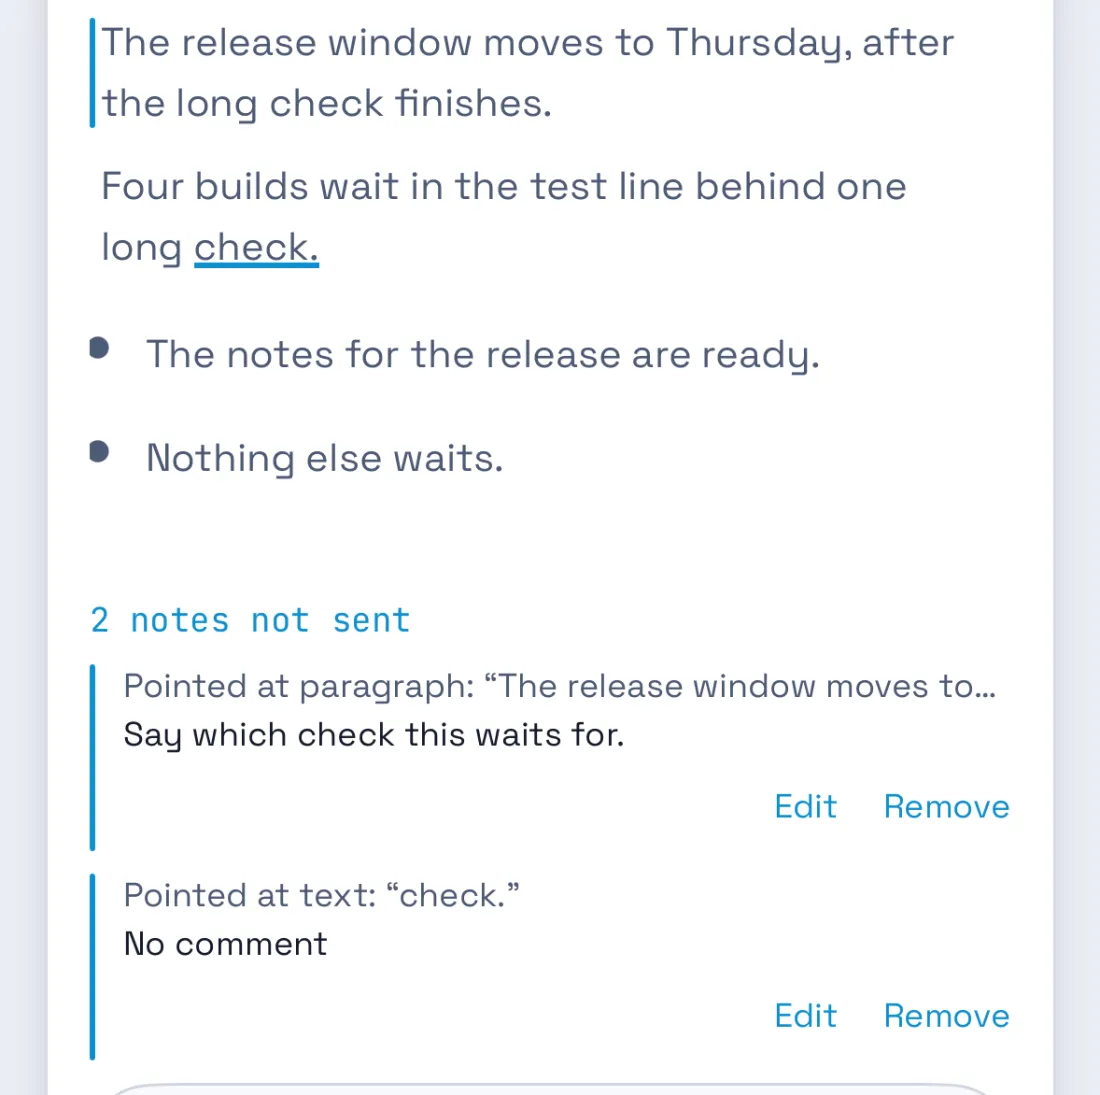 The release window moves to Thursday, after
the long check finishes.
Four builds wait in the test line behind one
long check.
• The notes for the release are ready.
• Nothing else waits.
2 notes not sent
Pointed at paragraph: “The release window moves to…
Say which check this waits for.
Edit Remove
Pointed at text: “check.”
No comment
Edit Remove